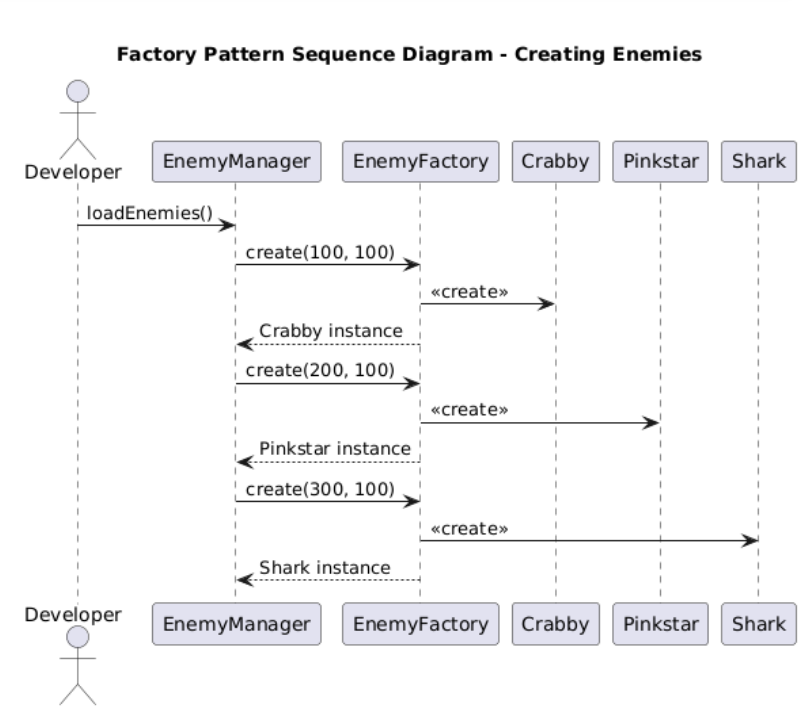 Factory Pattern Sequence Diagram - Creating Enemies
Developer
EnemyManager
EnemyFactory
Crabby
Pinkstar
Shark
loadEnemies()
create(100, 100)
«create»
Crabby instance
create(200, 100)
«create»
Pinkstar instance
create(300, 100)
«create»
Shark instance
Developer
EnemyManager
EnemyFactory
Crabby
Pinkstar
Shark